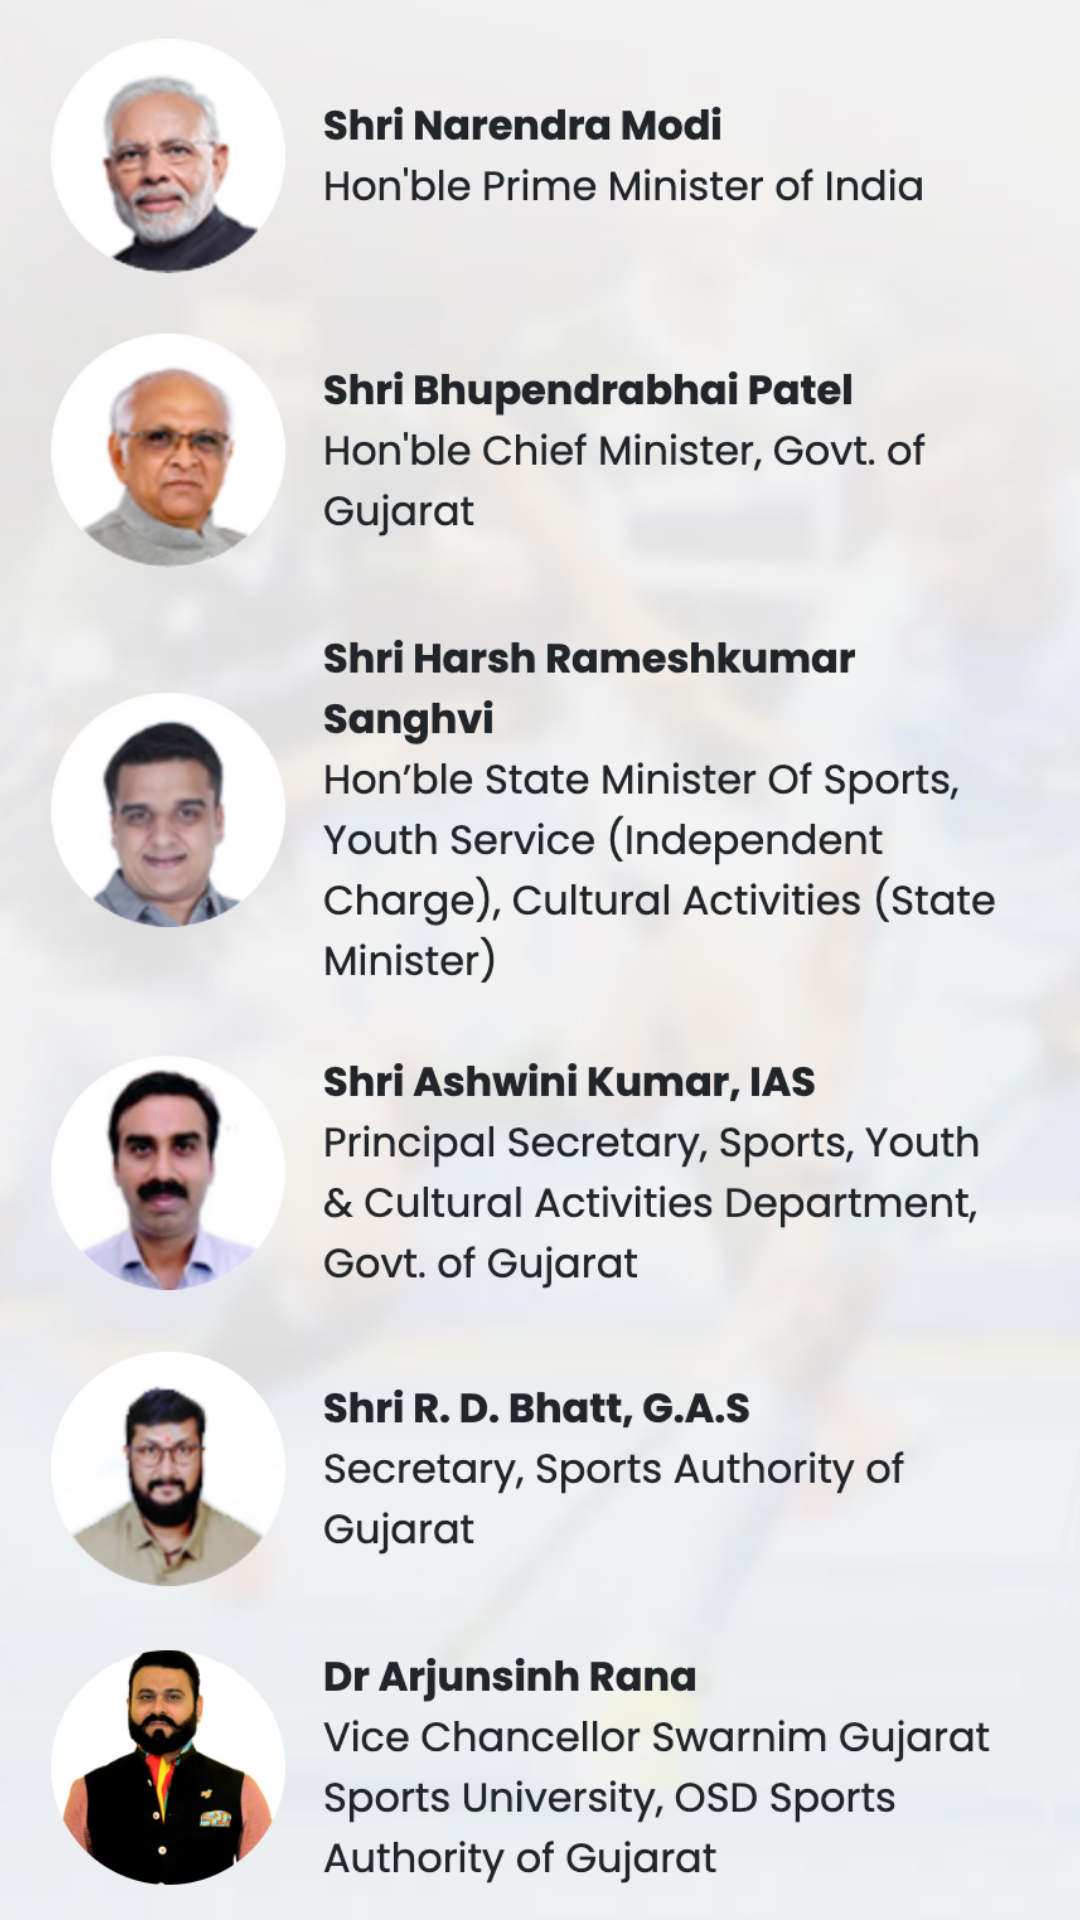 Shri Narendra Modi
Hon'ble Prime Minister of India
Shri Bhupendrabhai Patel
Hon'ble Chief Minister, Govt. of
Gujarat
Shri Harsh Rameshkumar
Sanghvi
Hon’ble State Minister Of Sports,
Youth Service (Independent
Charge), Cultural Activities (State
Minister)
Shri Ashwini Kumar, IAS
Principal Secretary, Sports, Youth
& Cultural Activities Department,
Govt. of Gujarat
Shri R. D. Bhatt, G.A.S
Secretary, Sports Authority of
Gujarat
Dr Arjunsinh Rana
Vice Chancellor Swarnim Gujarat
Sports University, OSD Sports
Authority of Gujarat